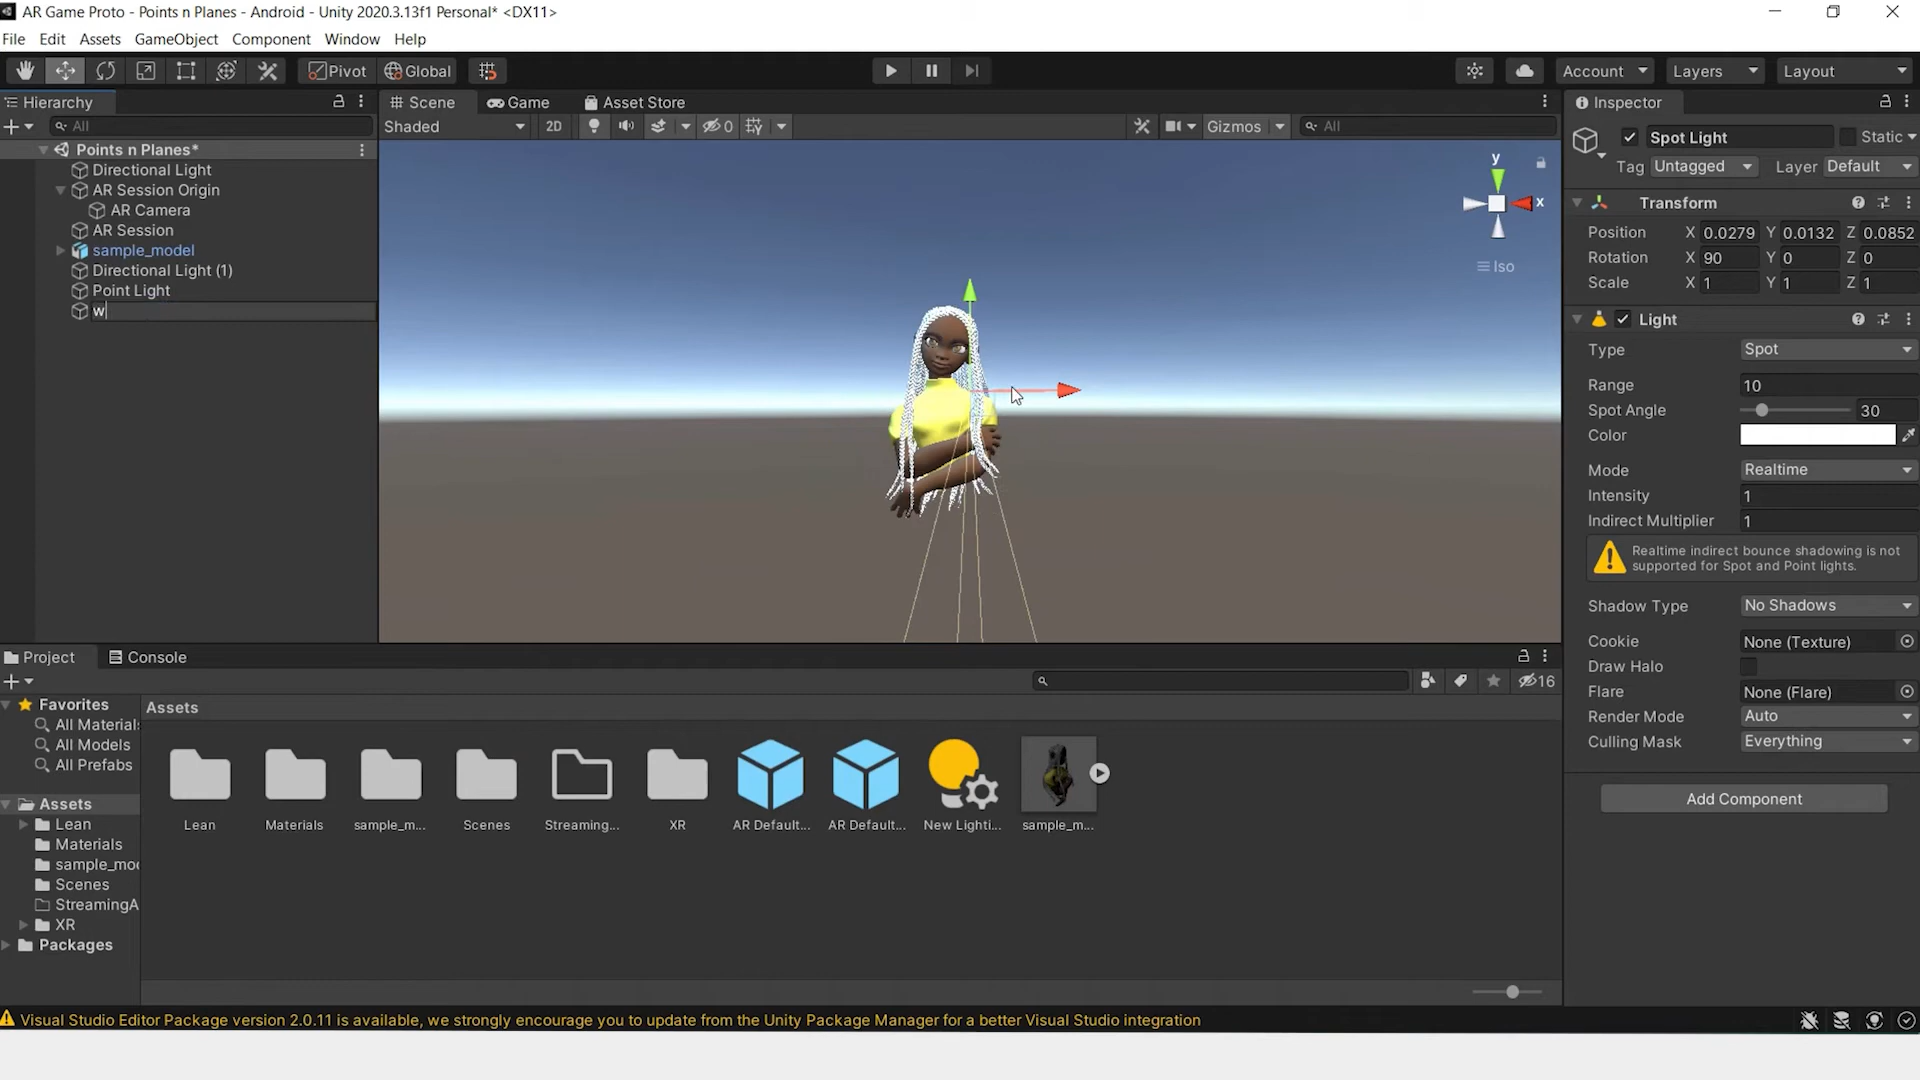 AR Game Proto - Points n Planes - Android - Unity 2020.3.13f1 Personal* <DX11>
File Edit Assets GameObject Component Window Help
Pivot Global Account Layers Layout
Hierarchy
All
Points n Planes*
Directional Light
AR Session Origin
AR Camera
AR Session
sample_model
Directional Light (1)
Point Light
w
Scene Game Asset Store
Shaded 2D 0 Gizmos All
y
x
Iso
Inspector
Spot Light Static
Tag Untagged Layer Default
Transform
Position X 0.0279 Y 0.0132 Z 0.0852
Rotation X 90 Y 0 Z 0
Scale X 1 Y 1 Z 1
Light
Type Spot
Range 10
Spot Angle 30
Color
Mode Realtime
Intensity 1
Indirect Multiplier 1
Realtime indirect bounce shadowing is not
supported for Spot and Point lights.
Shadow Type No Shadows
Cookie None (Texture)
Draw Halo
Flare None (Flare)
Render Mode Auto
Culling Mask Everything
Add Component
Project Console
16
Favorites
All Materials
All Models
All Prefabs
Assets
Lean
Materials
sample_mod
Scenes
StreamingA
XR
Packages
Assets
Lean Materials sample_m... Scenes Streaming... XR AR Default... AR Default... New Lighti... sample_m...
Visual Studio Editor Package version 2.0.11 is available, we strongly encourage you to update from the Unity Package Manager for a better Visual Studio integration